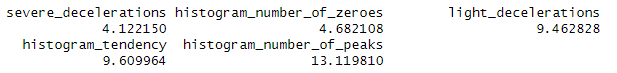 severe_decelerations histogram_number_of_zeroes light_decelerations
4.122150 4.682108 9.462828
histogram_tendency histogram_number_of_peaks
9.609964 13.119810